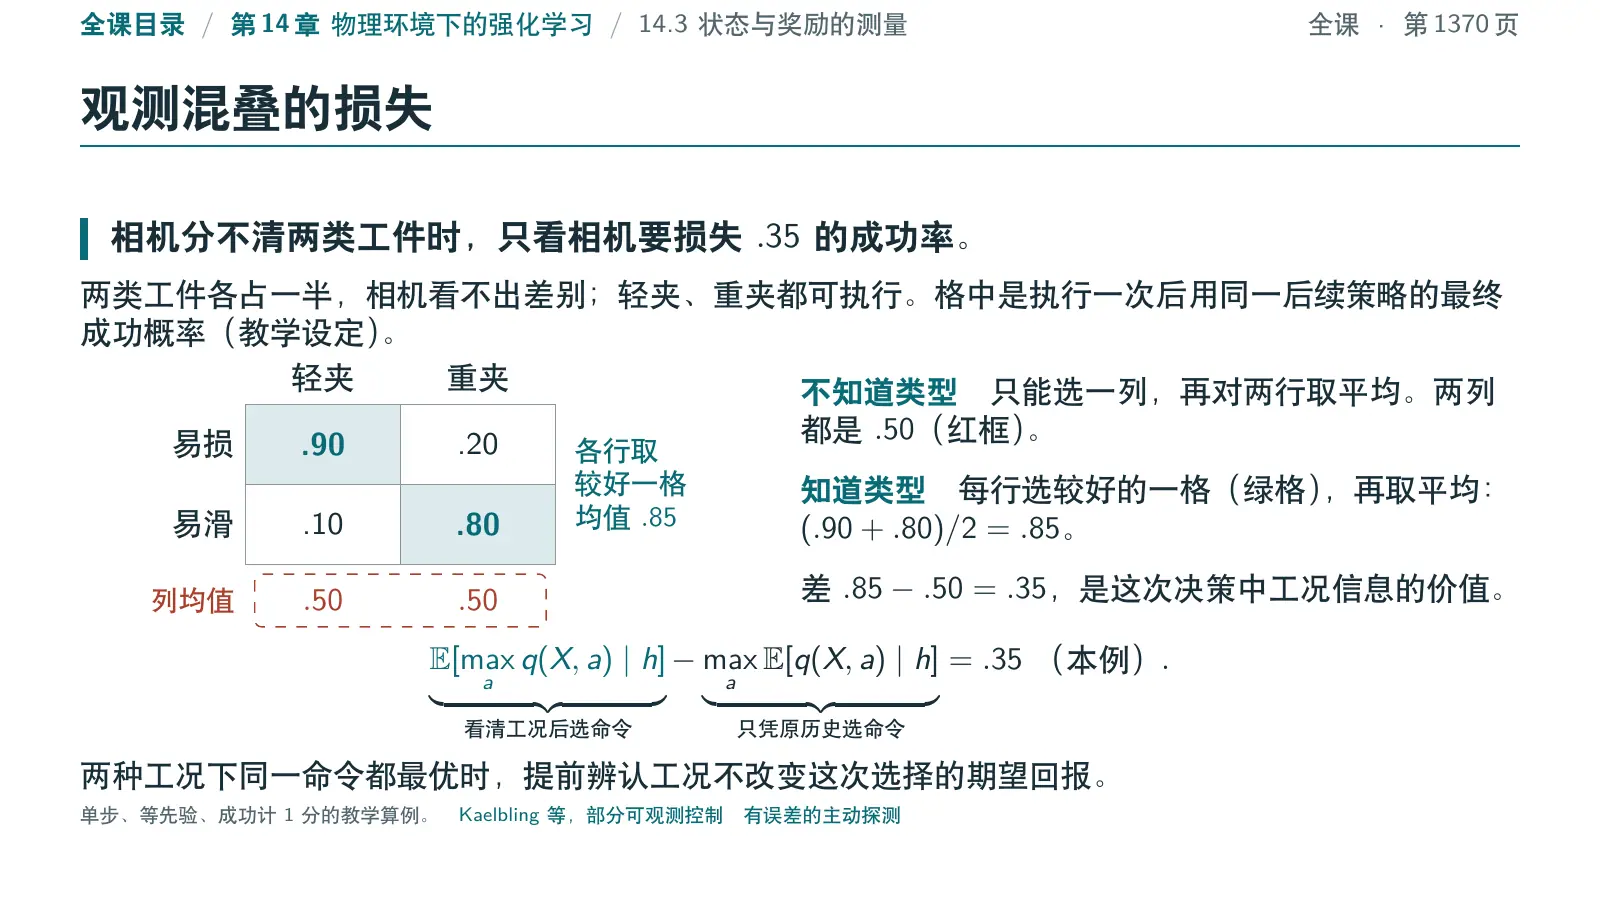 全课目录 / 第 14 章 物理环境下的强化学习 / 14.3 状态与奖励的测量
全课 · 第 1370 页
观测混叠的损失
相机分不清两类工件时，只看相机要损失 .35 的成功率。
两类工件各占一半，相机看不出差别；轻夹、重夹都可执行。格中是执行一次后用同一后续策略的最终
成功概率（教学设定）。
轻夹 重夹
易损 .90 .20
易滑 .10 .80
列均值 .50 .50
各行取
较好一格
均值 .85
不知道类型 只能选一列，再对两行取平均。两列
都是 .50（红框）。
知道类型 每行选较好的一格（绿格），再取平均：
(.90 + .80)/2 = .85。
差 .85 − .50 = .35，是这次决策中工况信息的价值。
𝔼[max_a q(X, a) | h] − max_a 𝔼[q(X, a) | h] = .35 （本例）.
看清工况后选命令 只凭原历史选命令
两种工况下同一命令都最优时，提前辨认工况不改变这次选择的期望回报。
单步、等先验、成功计 1 分的教学算例。 Kaelbling 等，部分可观测控制 有误差的主动探测